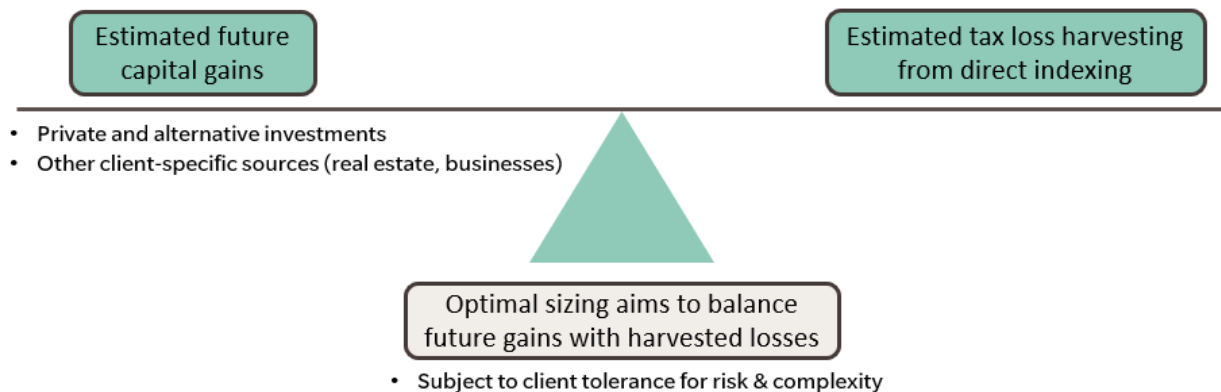 Estimated future
capital gains
Estimated tax loss harvesting
from direct indexing
• Private and alternative investments
• Other client-specific sources (real estate, businesses)
Optimal sizing aims to balance
future gains with harvested losses
• Subject to client tolerance for risk & complexity